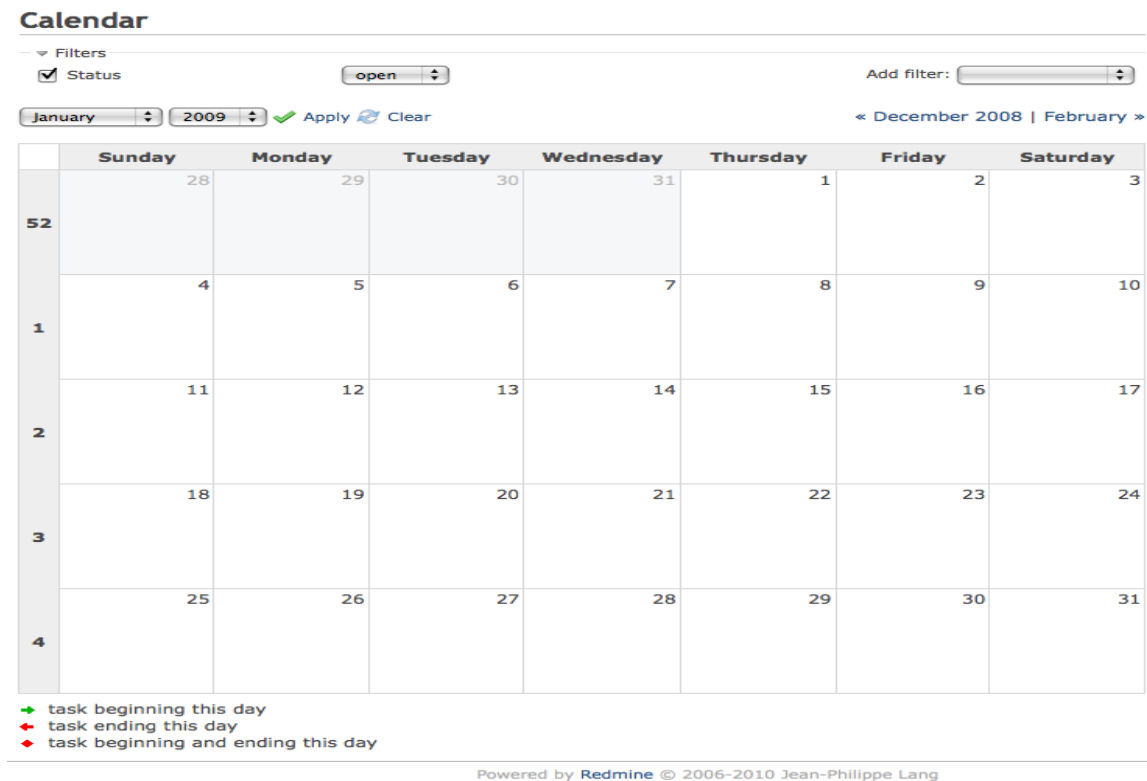 Calendar
Filters
Status open Add filter:
January 2009 Apply Clear « December 2008 | February »
Sunday Monday Tuesday Wednesday Thursday Friday Saturday
28 29 30 31 1 2 3
52
4 5 6 7 8 9 10
1
11 12 13 14 15 16 17
2
18 19 20 21 22 23 24
3
25 26 27 28 29 30 31
4
task beginning this day
task ending this day
task beginning and ending this day
Powered by Redmine © 2006-2010 Jean-Philippe Lang